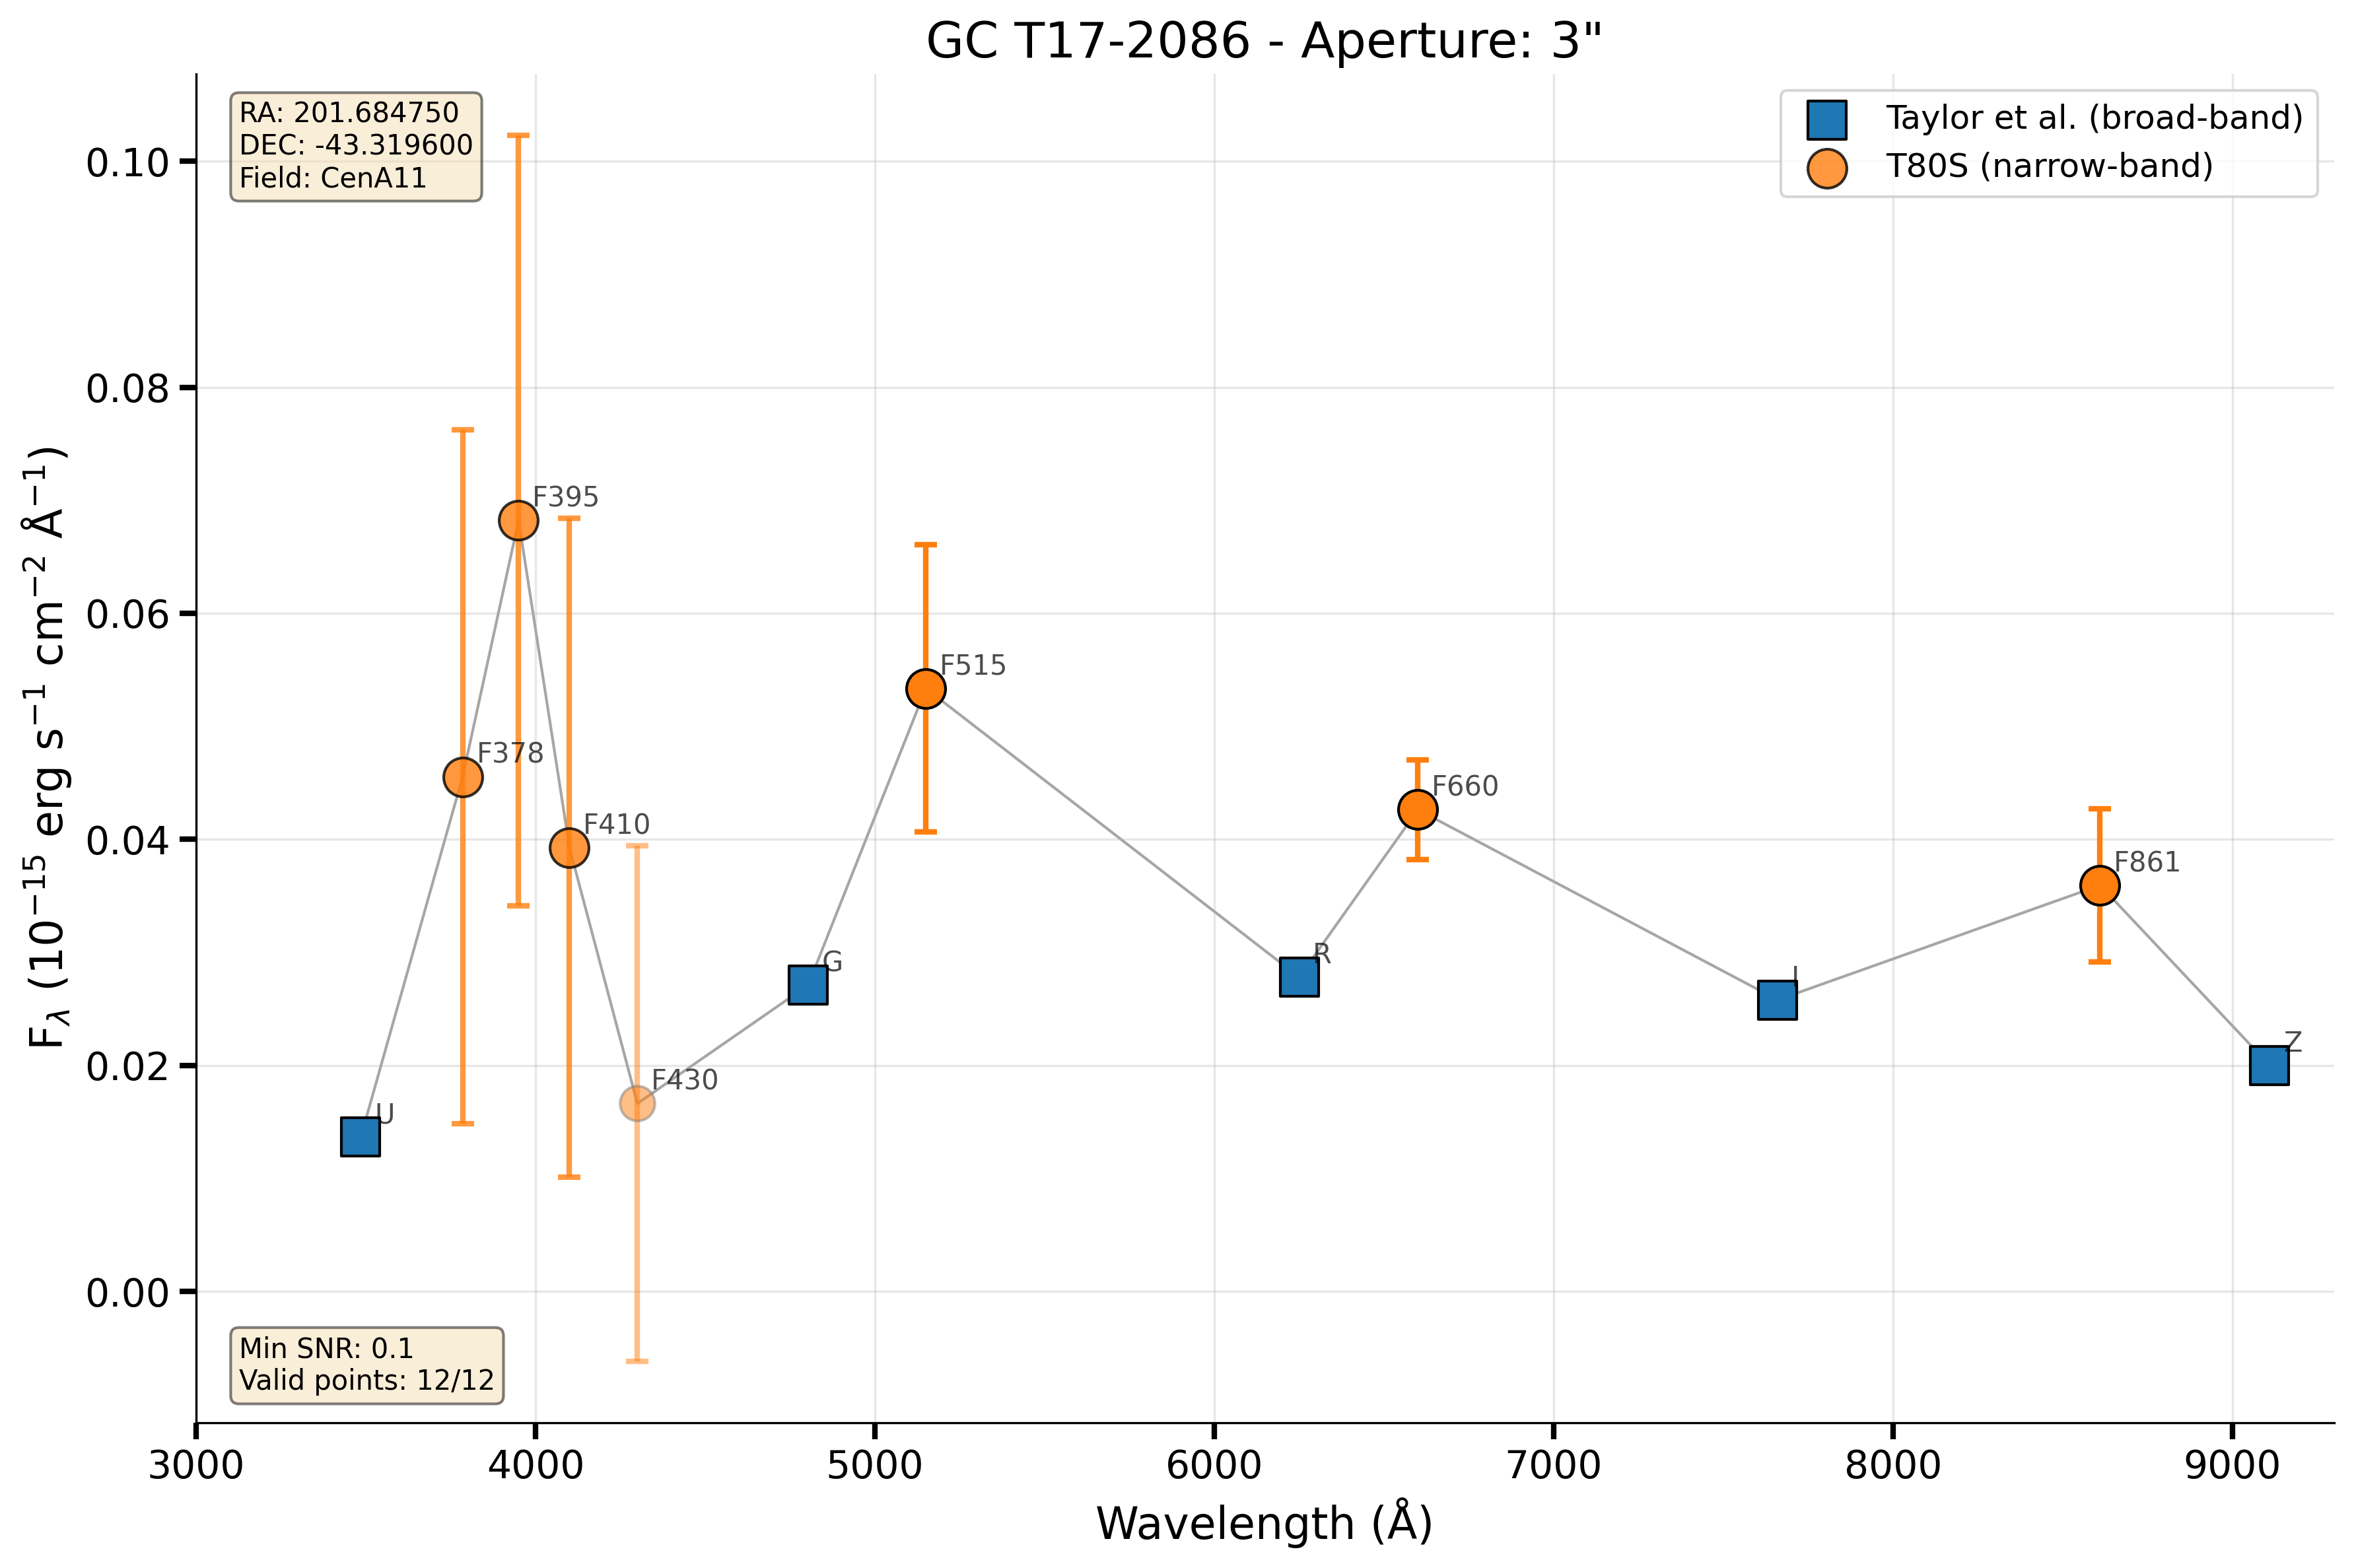 GC T17-2086 - Aperture: 3"
RA: 201.684750
DEC: -43.319600
Field: CenA11
Taylor et al. (broad-band)
T80S (narrow-band)
0.10
0.08
0.06
0.04
0.02
0.00
F395
F378
F410
F430
F515
F660
F861
U
G
R
I
Z
Fλ (10⁻¹⁵ erg s⁻¹ cm⁻² Å⁻¹)
Min SNR: 0.1
Valid points: 12/12
3000 4000 5000 6000 7000 8000 9000
Wavelength (Å)